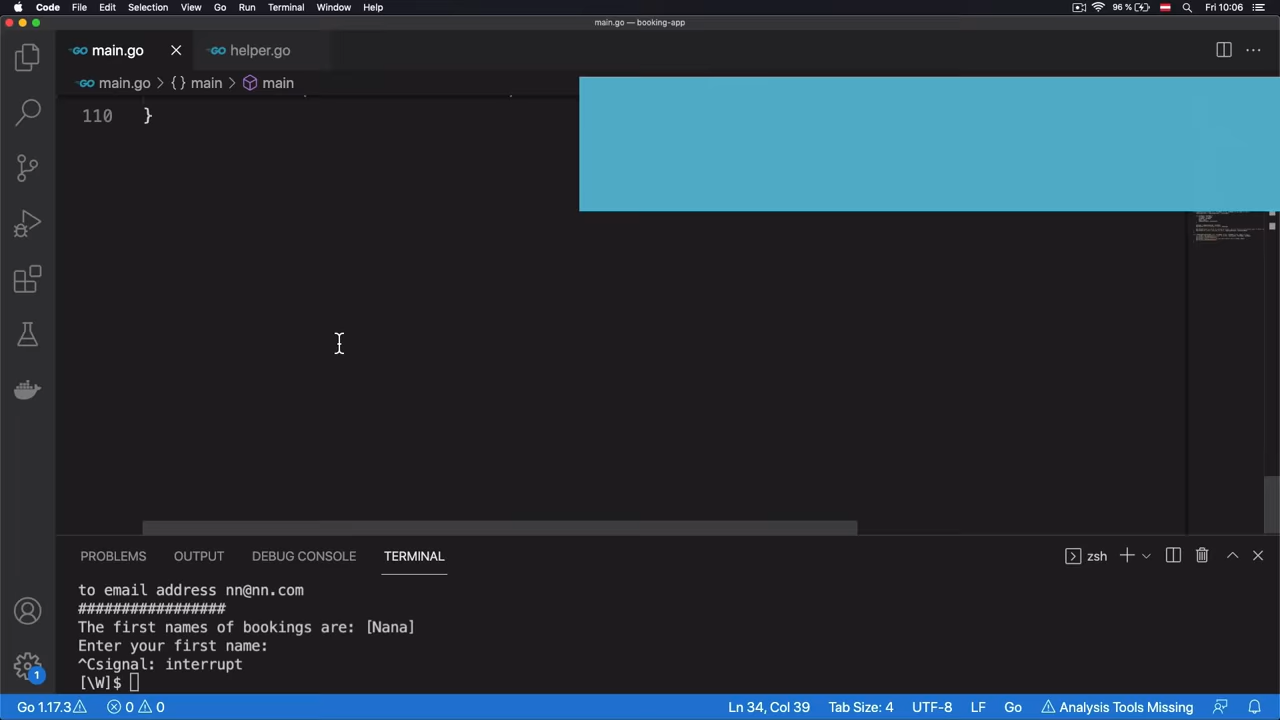 Code File Edit Selection View Go Run Terminal Window Help 96 % Fri 10:06
main.go — booking-app
main.go helper.go
main.go > {} main > main
110 }
PROBLEMS OUTPUT DEBUG CONSOLE TERMINAL zsh
to email address nn@nn.com
#################
The first names of bookings are: [Nana]
Enter your first name:
^Csignal: interrupt
[\W]$
1
Go 1.17.3 0 0 Ln 34, Col 39 Tab Size: 4 UTF-8 LF Go Analysis Tools Missing